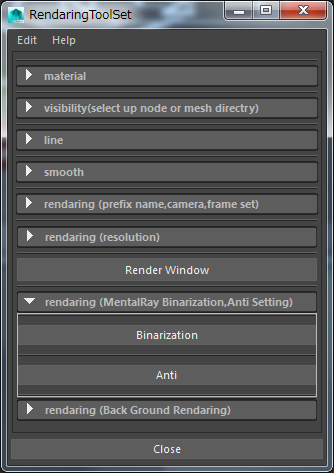 RendaringToolSet
Edit Help
material
visibility(select up node or mesh directry)
line
smooth
rendaring (prefix name,camera,frame set)
rendaring (resolution)
Render Window
rendaring (MentalRay Binarization,Anti Setting)
Binarization
Anti
rendaring (Back Ground Rendaring)
Close